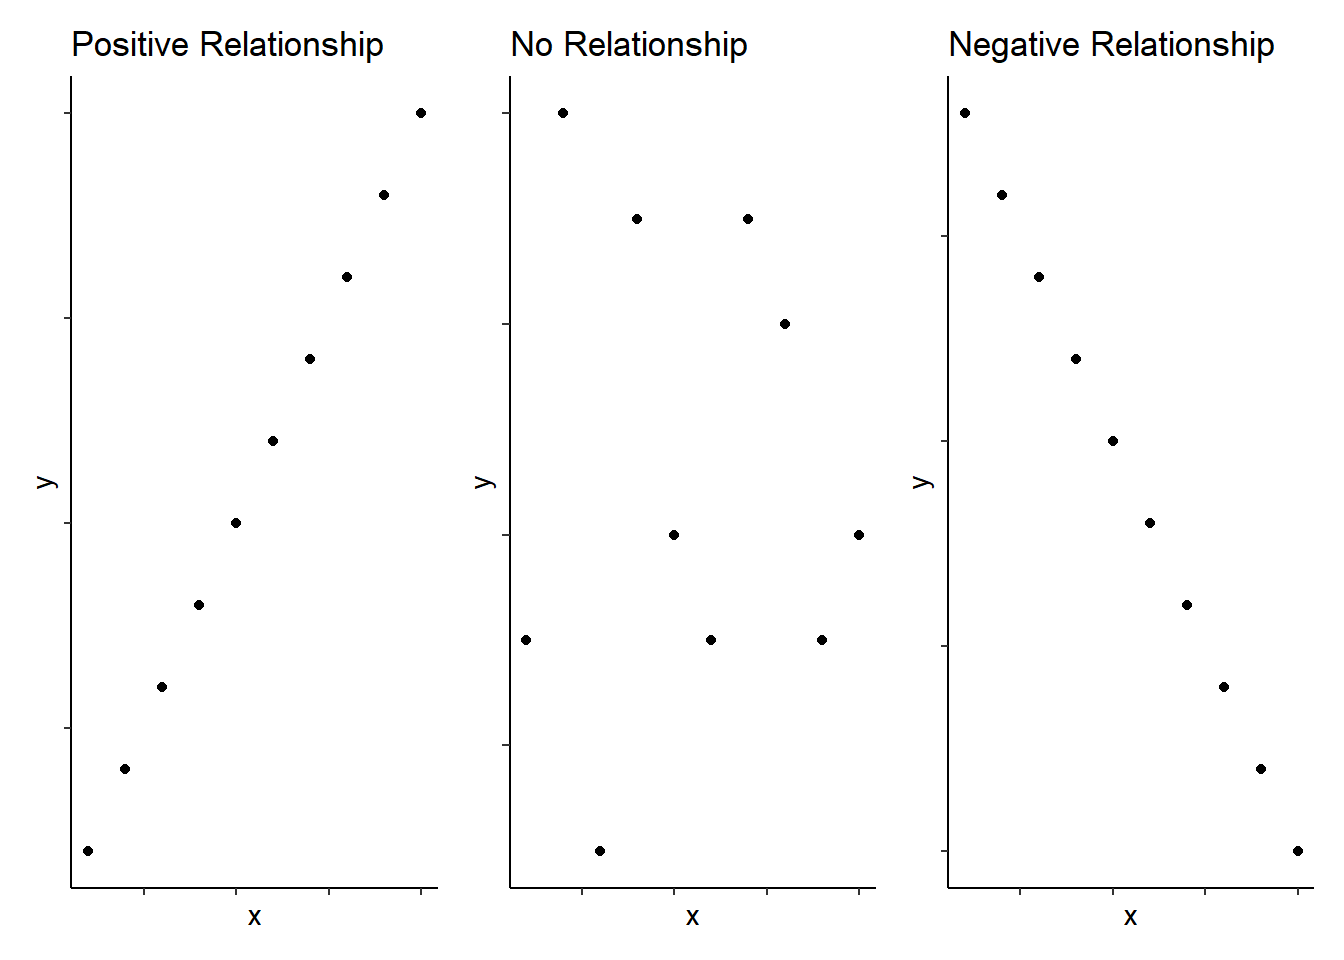 Positive Relationship
y
x
No Relationship
y
x
Negative Relationship
y
x